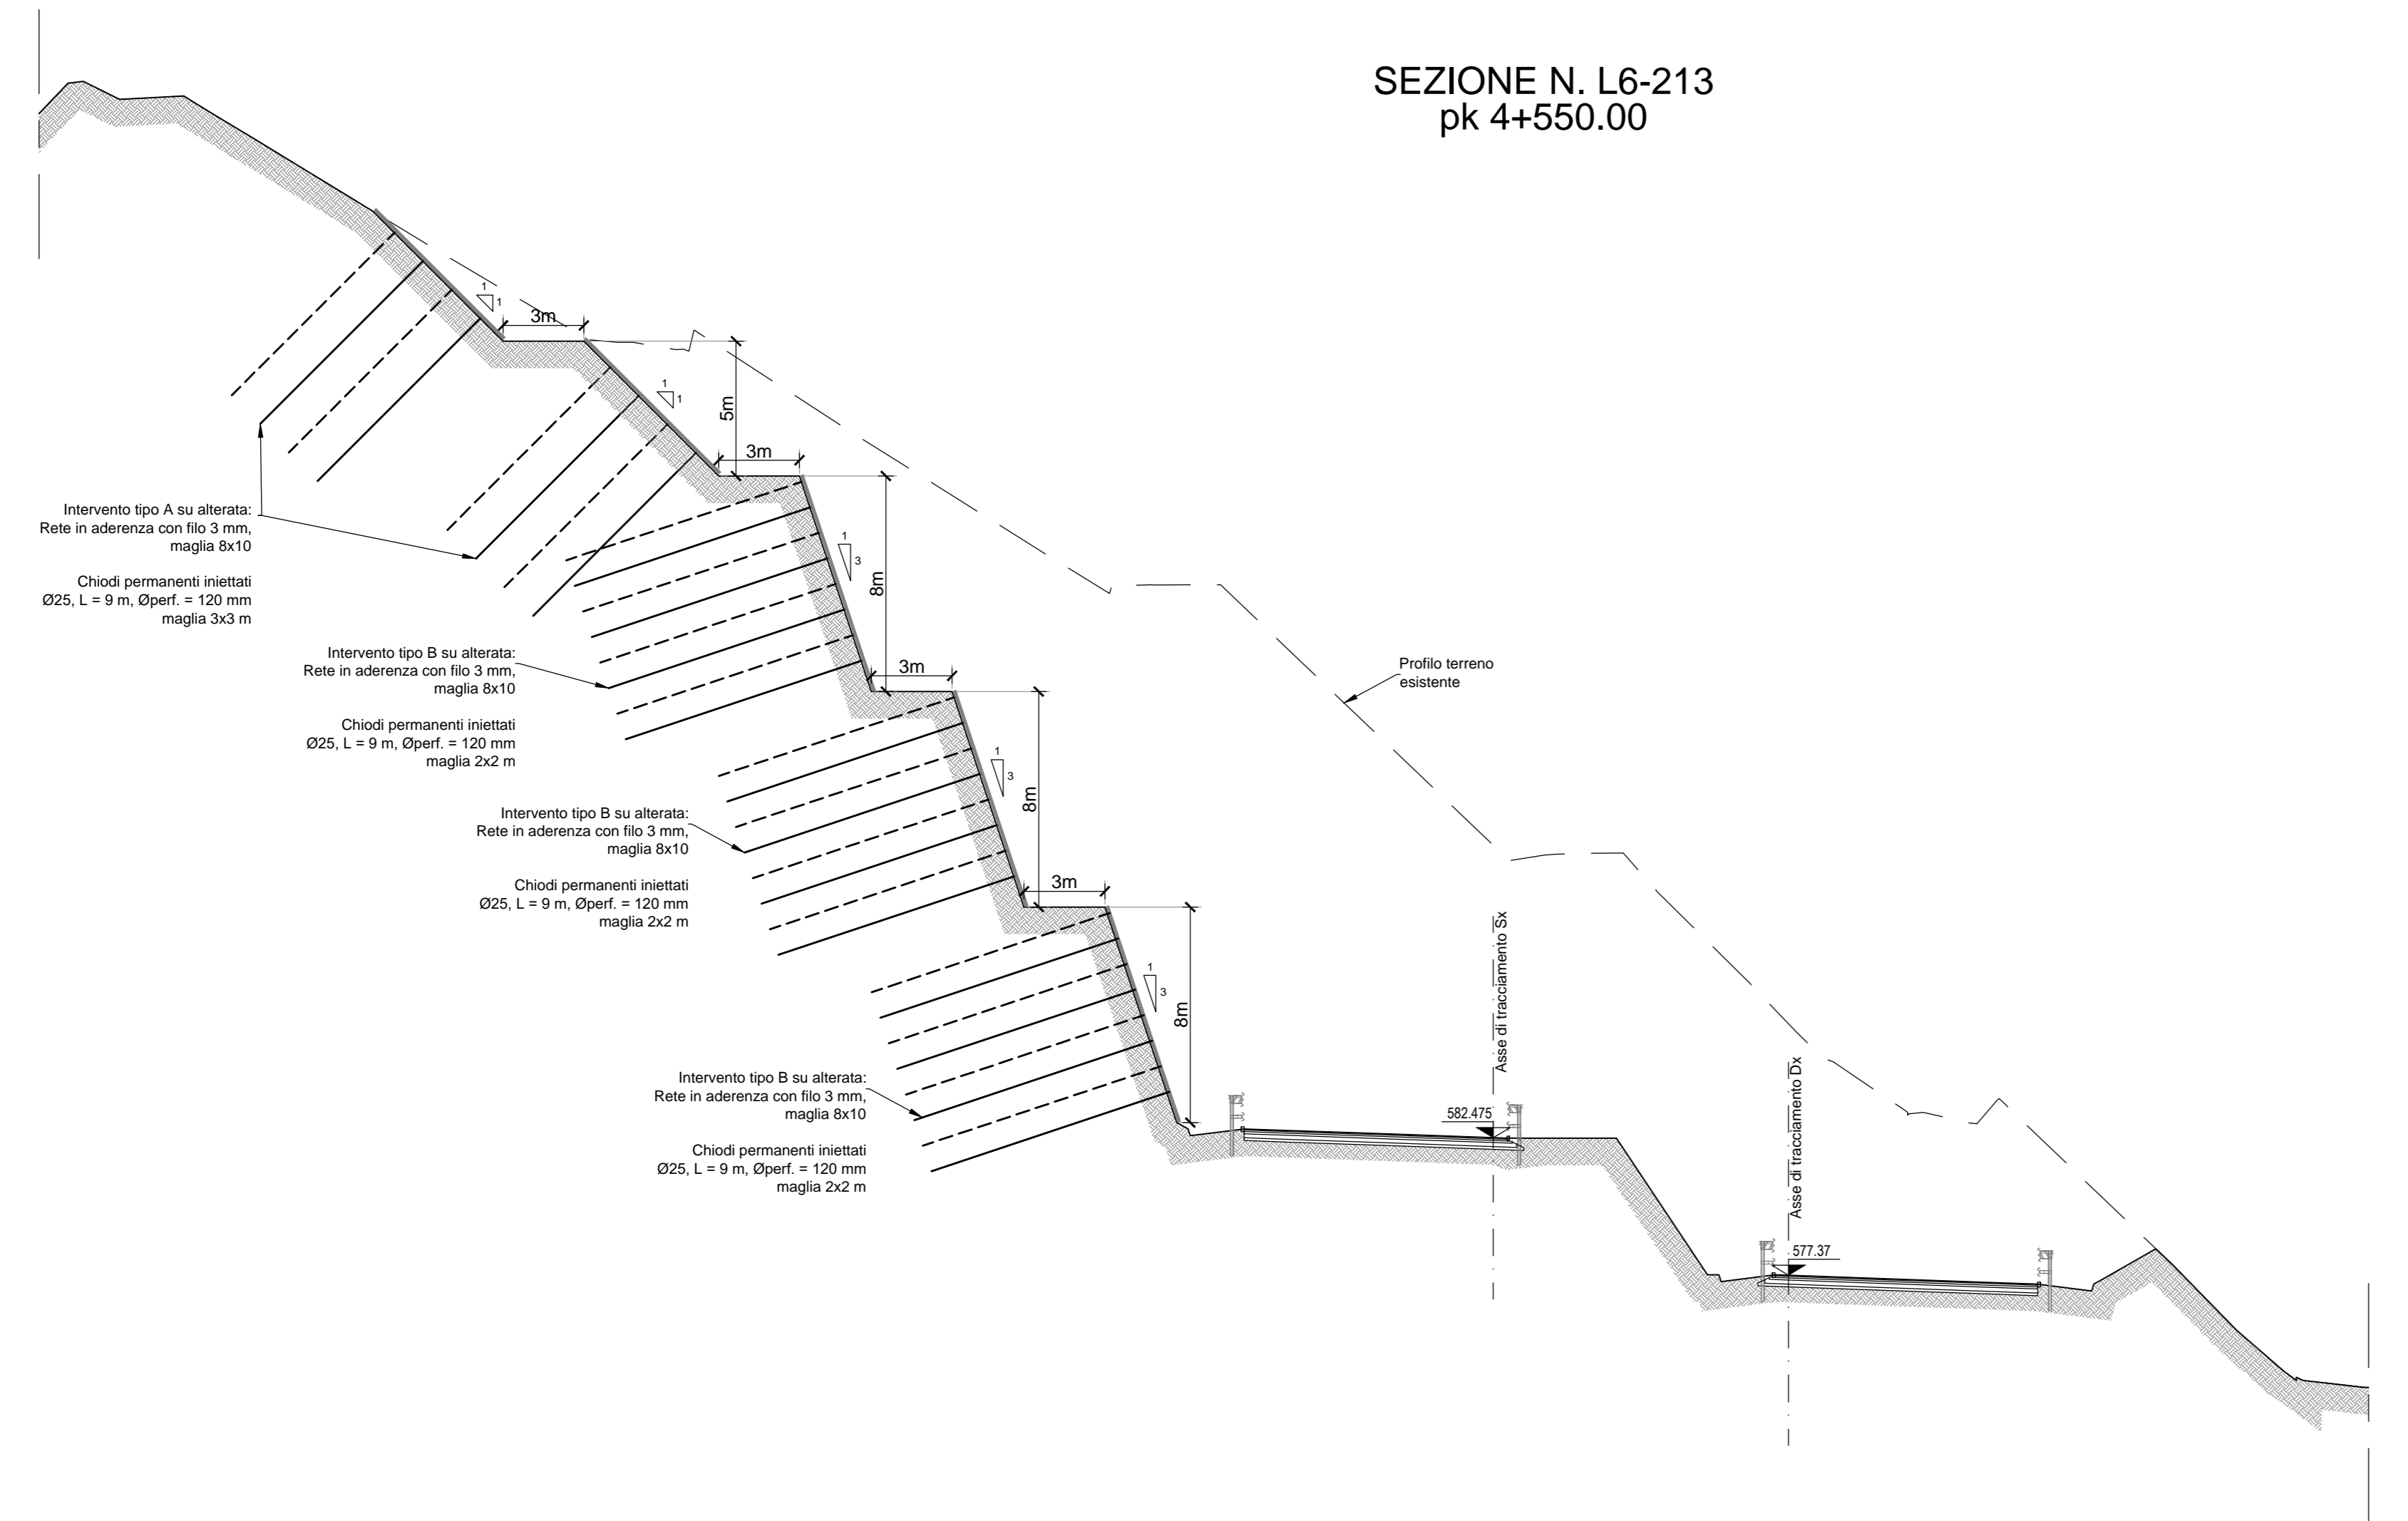 SEZIONE N. L6-213
pk 4+550.00
1
1
3m
1
1
5m
3m
Intervento tipo A su alterata:
Rete in aderenza con filo 3 mm,
maglia 8x10
Chiodi permanenti iniettati
Ø25, L = 9 m, Øperf. = 120 mm
maglia 3x3 m
1
3
8m
Intervento tipo B su alterata:
Rete in aderenza con filo 3 mm,
maglia 8x10
Chiodi permanenti iniettati
Ø25, L = 9 m, Øperf. = 120 mm
maglia 2x2 m
3m
Profilo terreno
esistente
1
3
8m
Intervento tipo B su alterata:
Rete in aderenza con filo 3 mm,
maglia 8x10
Chiodi permanenti iniettati
Ø25, L = 9 m, Øperf. = 120 mm
maglia 2x2 m
3m
1
3
8m
Asse di tracciamento Sx
Intervento tipo B su alterata:
Rete in aderenza con filo 3 mm,
maglia 8x10
Chiodi permanenti iniettati
Ø25, L = 9 m, Øperf. = 120 mm
maglia 2x2 m
582.475
Asse di tracciamento Dx
577.37